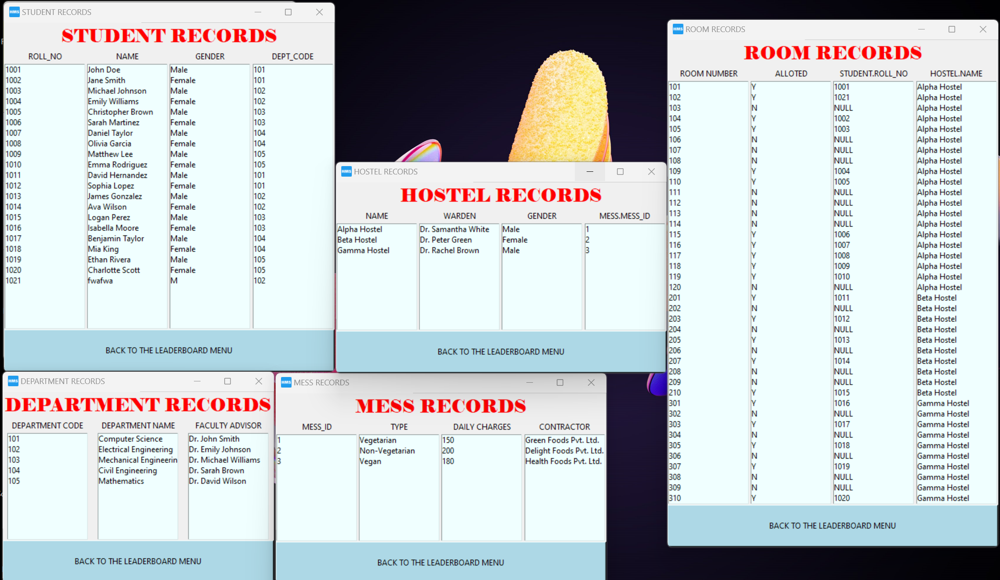 HMS STUDENT RECORDS
STUDENT RECORDS
ROLL_NO NAME GENDER DEPT_CODE
1001 John Doe Male 101
1002 Jane Smith Female 101
1003 Michael Johnson Male 102
1004 Emily Williams Female 102
1005 Christopher Brown Male 103
1006 Sarah Martinez Female 103
1007 Daniel Taylor Male 104
1008 Olivia Garcia Female 104
1009 Matthew Lee Male 105
1010 Emma Rodriguez Female 105
1011 David Hernandez Male 101
1012 Sophia Lopez Female 101
1013 James Gonzalez Male 102
1014 Ava Wilson Female 102
1015 Logan Perez Male 103
1016 Isabella Moore Female 103
1017 Benjamin Taylor Male 104
1018 Mia King Female 104
1019 Ethan Rivera Male 105
1020 Charlotte Scott Female 105
1021 fwafwa M 102
BACK TO THE LEADERBOARD MENU
HMS HOSTEL RECORDS
HOSTEL RECORDS
NAME WARDEN GENDER MESS.MESS_ID
Alpha Hostel Dr. Samantha White Male 1
Beta Hostel Dr. Peter Green Female 2
Gamma Hostel Dr. Rachel Brown Male 3
BACK TO THE LEADERBOARD MENU
HMS ROOM RECORDS
ROOM RECORDS
ROOM NUMBER ALLOTED STUDENT.ROLL_NO HOSTEL.NAME
101 Y 1001 Alpha Hostel
102 Y 1021 Alpha Hostel
103 N NULL Alpha Hostel
104 Y 1002 Alpha Hostel
105 Y 1003 Alpha Hostel
106 N NULL Alpha Hostel
107 N NULL Alpha Hostel
108 N NULL Alpha Hostel
109 Y 1004 Alpha Hostel
110 Y 1005 Alpha Hostel
111 N NULL Alpha Hostel
112 N NULL Alpha Hostel
113 N NULL Alpha Hostel
114 N NULL Alpha Hostel
115 Y 1006 Alpha Hostel
116 Y 1007 Alpha Hostel
117 Y 1008 Alpha Hostel
118 Y 1009 Alpha Hostel
119 Y 1010 Alpha Hostel
120 N NULL Alpha Hostel
201 Y 1011 Beta Hostel
202 N NULL Beta Hostel
203 Y 1012 Beta Hostel
204 N NULL Beta Hostel
205 Y 1013 Beta Hostel
206 N NULL Beta Hostel
207 Y 1014 Beta Hostel
208 N NULL Beta Hostel
209 N NULL Beta Hostel
210 Y 1015 Beta Hostel
301 Y 1016 Gamma Hostel
302 N NULL Gamma Hostel
303 Y 1017 Gamma Hostel
304 N NULL Gamma Hostel
305 Y 1018 Gamma Hostel
306 N NULL Gamma Hostel
307 Y 1019 Gamma Hostel
308 N NULL Gamma Hostel
309 N NULL Gamma Hostel
310 Y 1020 Gamma Hostel
BACK TO THE LEADERBOARD MENU
HMS DEPARTMENT RECORDS
DEPARTMENT RECORDS
DEPARTMENT CODE DEPARTMENT NAME FACULTY ADVISOR
101 Computer Science Dr. John Smith
102 Electrical Engineering Dr. Emily Johnson
103 Mechanical Engineerin Dr. Michael Williams
104 Civil Engineering Dr. Sarah Brown
105 Mathematics Dr. David Wilson
BACK TO THE LEADERBOARD MENU
HMS MESS RECORDS
MESS RECORDS
MESS_ID TYPE DAILY CHARGES CONTRACTOR
1 Vegetarian 150 Green Foods Pvt. Ltd.
2 Non-Vegetarian 200 Delight Foods Pvt. Ltd.
3 Vegan 180 Health Foods Pvt. Ltd.
BACK TO THE LEADERBOARD MENU